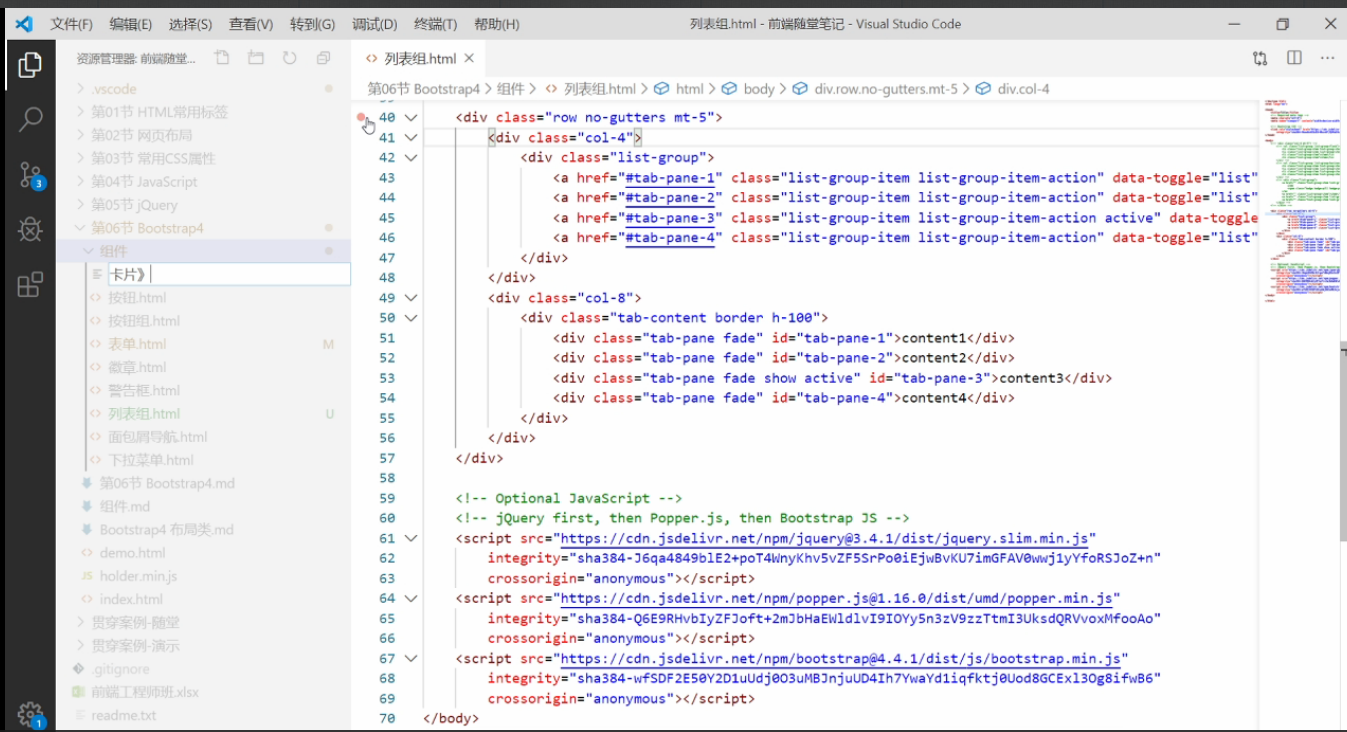 文件(F) 编辑(E) 选择(S) 查看(V) 转到(G) 调试(D) 终端(T) 帮助(H) 列表组.html - 前端随堂笔记 - Visual Studio Code
资源管理器: 前端随堂...
.vscode
第01节 HTML常用标签
第02节 网页布局
第03节 常用CSS属性
第04节 JavaScript
第05节 jQuery
第06节 Bootstrap4
组件
卡片》
按钮.html
按钮组.html
表单.html M
徽章.html
警告框.html
列表组.html U
面包屑导航.html
下拉菜单.html
第06节 Bootstrap4.md
组件.md
Bootstrap4 布局类.md
demo.html
JS holder.min.js
index.html
贯穿案例-随堂
贯穿案例-演示
.gitignore
前端工程师班.xlsx
readme.txt
3
1
列表组.html
第06节 Bootstrap4 > 组件 > 列表组.html > html > body > div.row.no-gutters.mt-5 > div.col-4
40 <div class="row no-gutters mt-5">
41 <div class="col-4">
42 <div class="list-group">
43 <a href="#tab-pane-1" class="list-group-item list-group-item-action" data-toggle="list"
44 <a href="#tab-pane-2" class="list-group-item list-group-item-action" data-toggle="list"
45 <a href="#tab-pane-3" class="list-group-item list-group-item-action active" data-toggle
46 <a href="#tab-pane-4" class="list-group-item list-group-item-action" data-toggle="list"
47 </div>
48 </div>
49 <div class="col-8">
50 <div class="tab-content border h-100">
51 <div class="tab-pane fade" id="tab-pane-1">content1</div>
52 <div class="tab-pane fade" id="tab-pane-2">content2</div>
53 <div class="tab-pane fade show active" id="tab-pane-3">content3</div>
54 <div class="tab-pane fade" id="tab-pane-4">content4</div>
55 </div>
56 </div>
57 </div>
58
59 <!-- Optional JavaScript -->
60 <!-- jQuery first, then Popper.js, then Bootstrap JS -->
61 <script src="https://cdn.jsdelivr.net/npm/jquery@3.4.1/dist/jquery.slim.min.js"
62 integrity="sha384-J6qa4849blE2+poT4WnyKhv5vZF5SrPo0iEjwBvKU7imGFAV0wwj1yYfoRSJoZ+n"
63 crossorigin="anonymous"></script>
64 <script src="https://cdn.jsdelivr.net/npm/popper.js@1.16.0/dist/umd/popper.min.js"
65 integrity="sha384-Q6E9RHvbIyZFJoft+2mJbHaEWldlvI9IOYy5n3zV9zzTtmI3UksdQRVvoxMfooAo"
66 crossorigin="anonymous"></script>
67 <script src="https://cdn.jsdelivr.net/npm/bootstrap@4.4.1/dist/js/bootstrap.min.js"
68 integrity="sha384-wfSDF2E50Y2D1uUdj0O3uMBJnjuUD4Ih7YwaYd1iqfktj0Uod8GCExl3Og8ifwB6"
69 crossorigin="anonymous"></script>
70 </body>